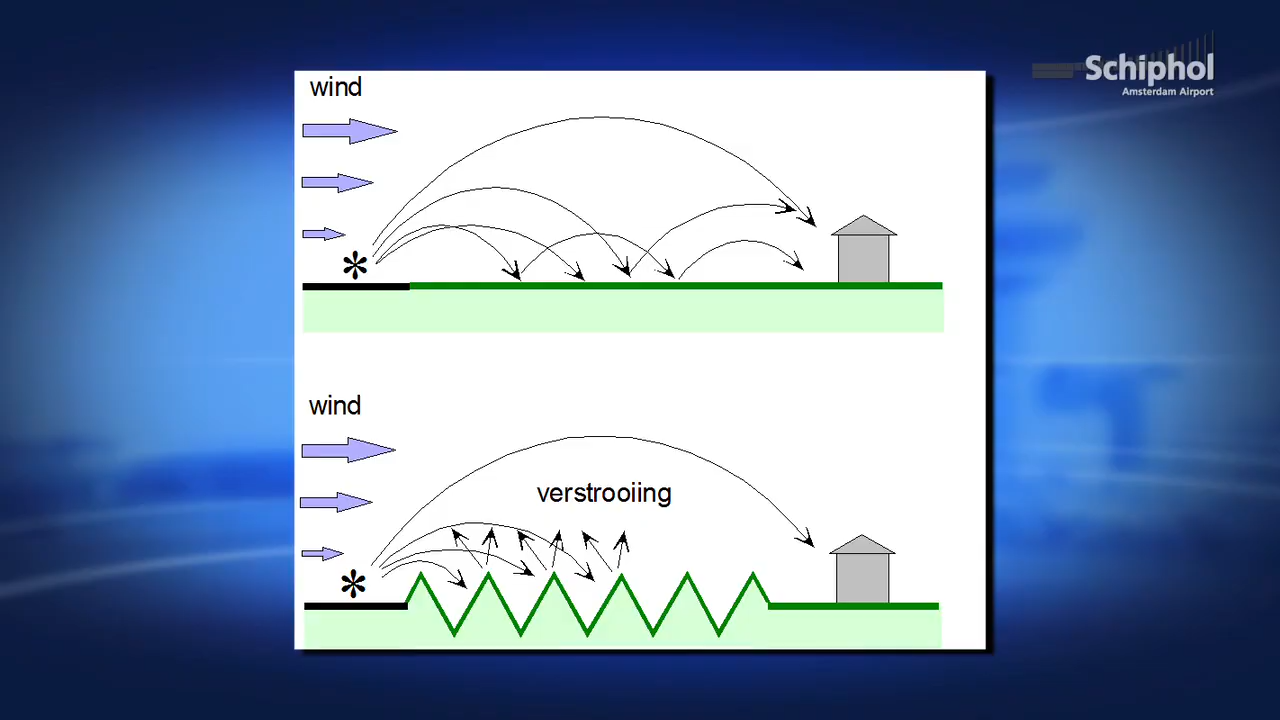 Schiphol
Amsterdam Airport
wind
wind
verstrooiing